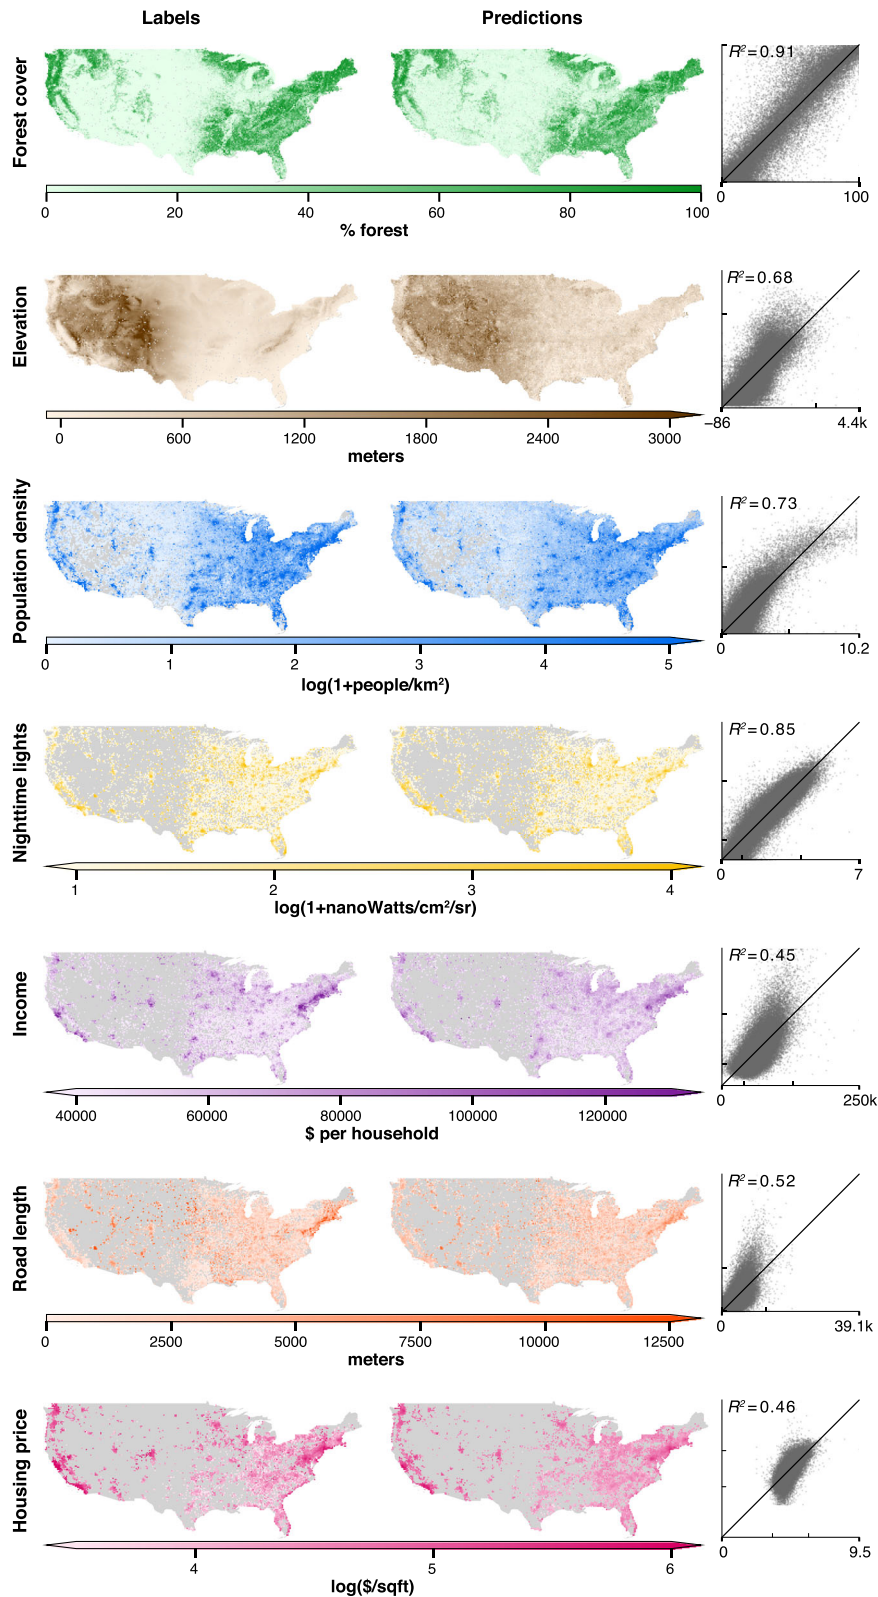 Labels Predictions
Forest cover
R²=0.91
0 20 40 60 80 100
% forest
0 100
Elevation
R²=0.68
0 600 1200 1800 2400 3000
meters
−86 4.4k
Population density
R²=0.73
0 1 2 3 4 5
log(1+people/km²)
0 10.2
Nighttime lights
R²=0.85
1 2 3 4
log(1+nanoWatts/cm²/sr)
0 7
Income
R²=0.45
40000 60000 80000 100000 120000
$ per household
0 250k
Road length
R²=0.52
0 2500 5000 7500 10000 12500
meters
0 39.1k
Housing price
R²=0.46
4 5 6
log($/sqft)
0 9.5